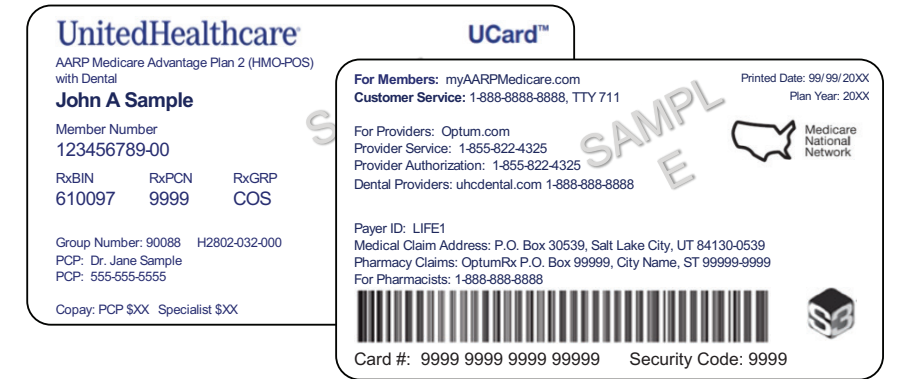 UnitedHealthcare®
UCard™
AARP Medicare Advantage Plan 2 (HMO-POS)
with Dental
John A Sample
Member Number
123456789-00
RxBIN RxPCN RxGRP
610097 9999 COS
Group Number: 90088 H2802-032-000
PCP: Dr. Jane Sample
PCP: 555-555-5555
Copay: PCP $XX Specialist $XX
S
For Members: myAARPMedicare.com
Printed Date: 99/99/20XX
Customer Service: 1-888-8888-8888, TTY 711
Plan Year: 20XX
SAMPL
E
Medicare
National
Network
For Providers: Optum.com
Provider Service: 1-855-822-4325
Provider Authorization: 1-855-822-4325
Dental Providers: uhcdental.com 1-888-888-8888
Payer ID: LIFE1
Medical Claim Address: P.O. Box 30539, Salt Lake City, UT 84130-0539
Pharmacy Claims: OptumRx P.O. Box 99999, City Name, ST 99999-9999
For Pharmacists: 1-888-888-8888
S3
Card #: 9999 9999 9999 99999 Security Code: 9999